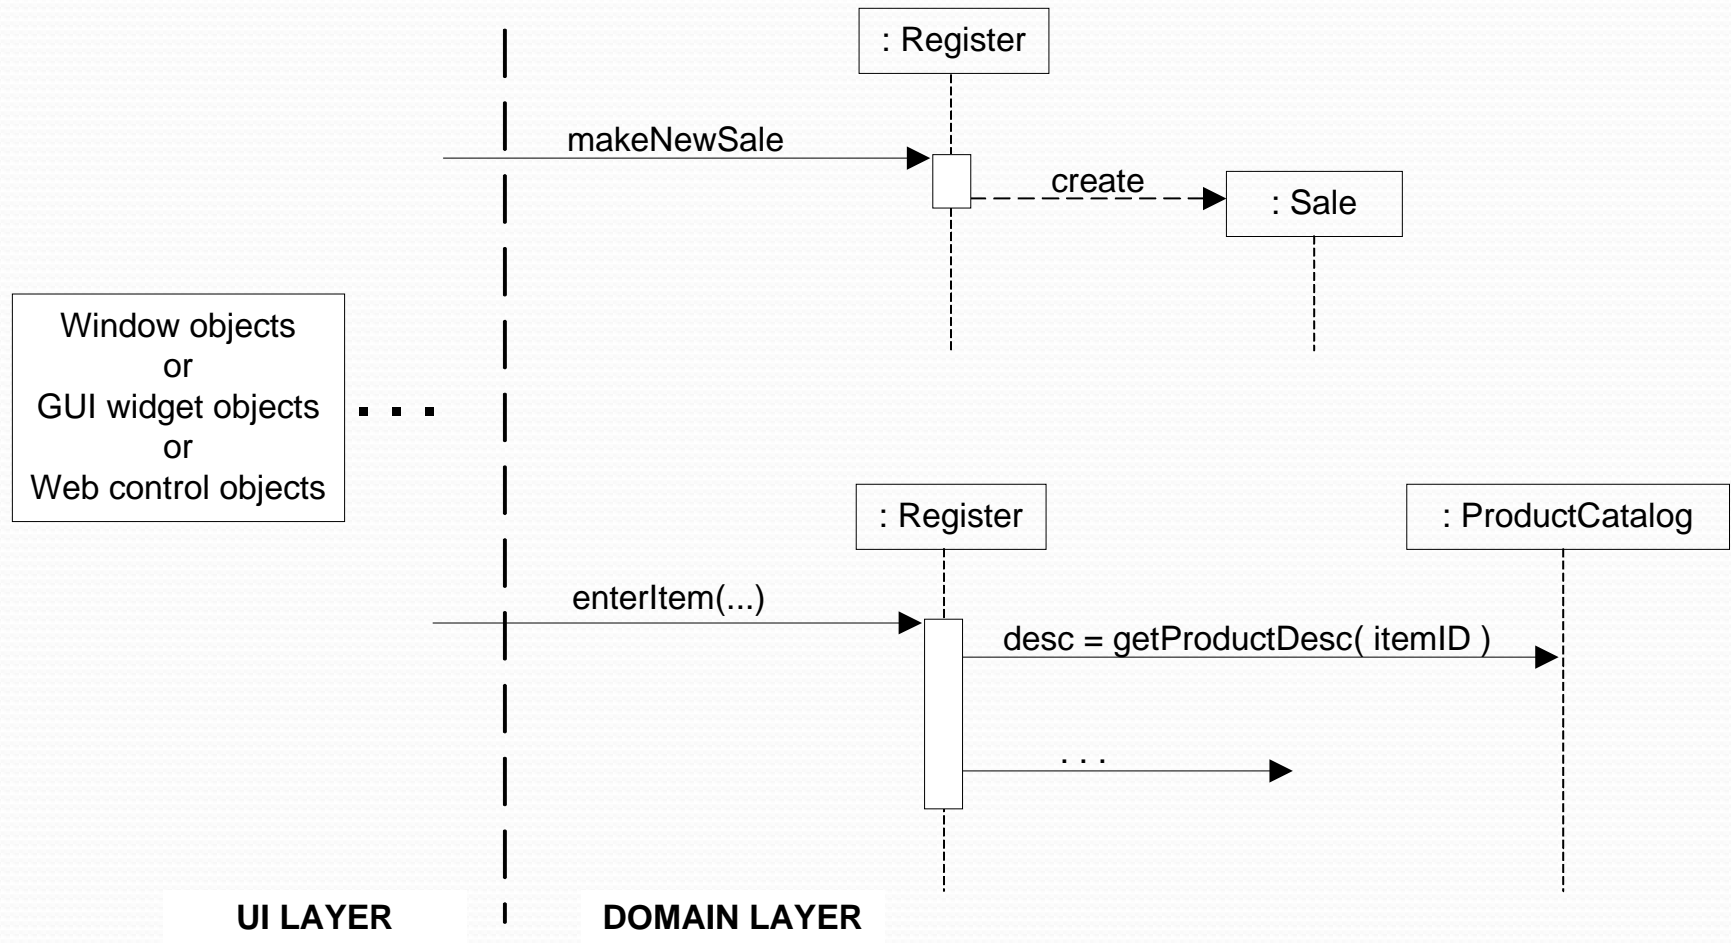 : Register
makeNewSale
create
: Sale
Window objects
or
GUI widget objects
or
Web control objects
. . .
: Register
: ProductCatalog
enterItem(...)
desc = getProductDesc( itemID )
. . .
UI LAYER
DOMAIN LAYER